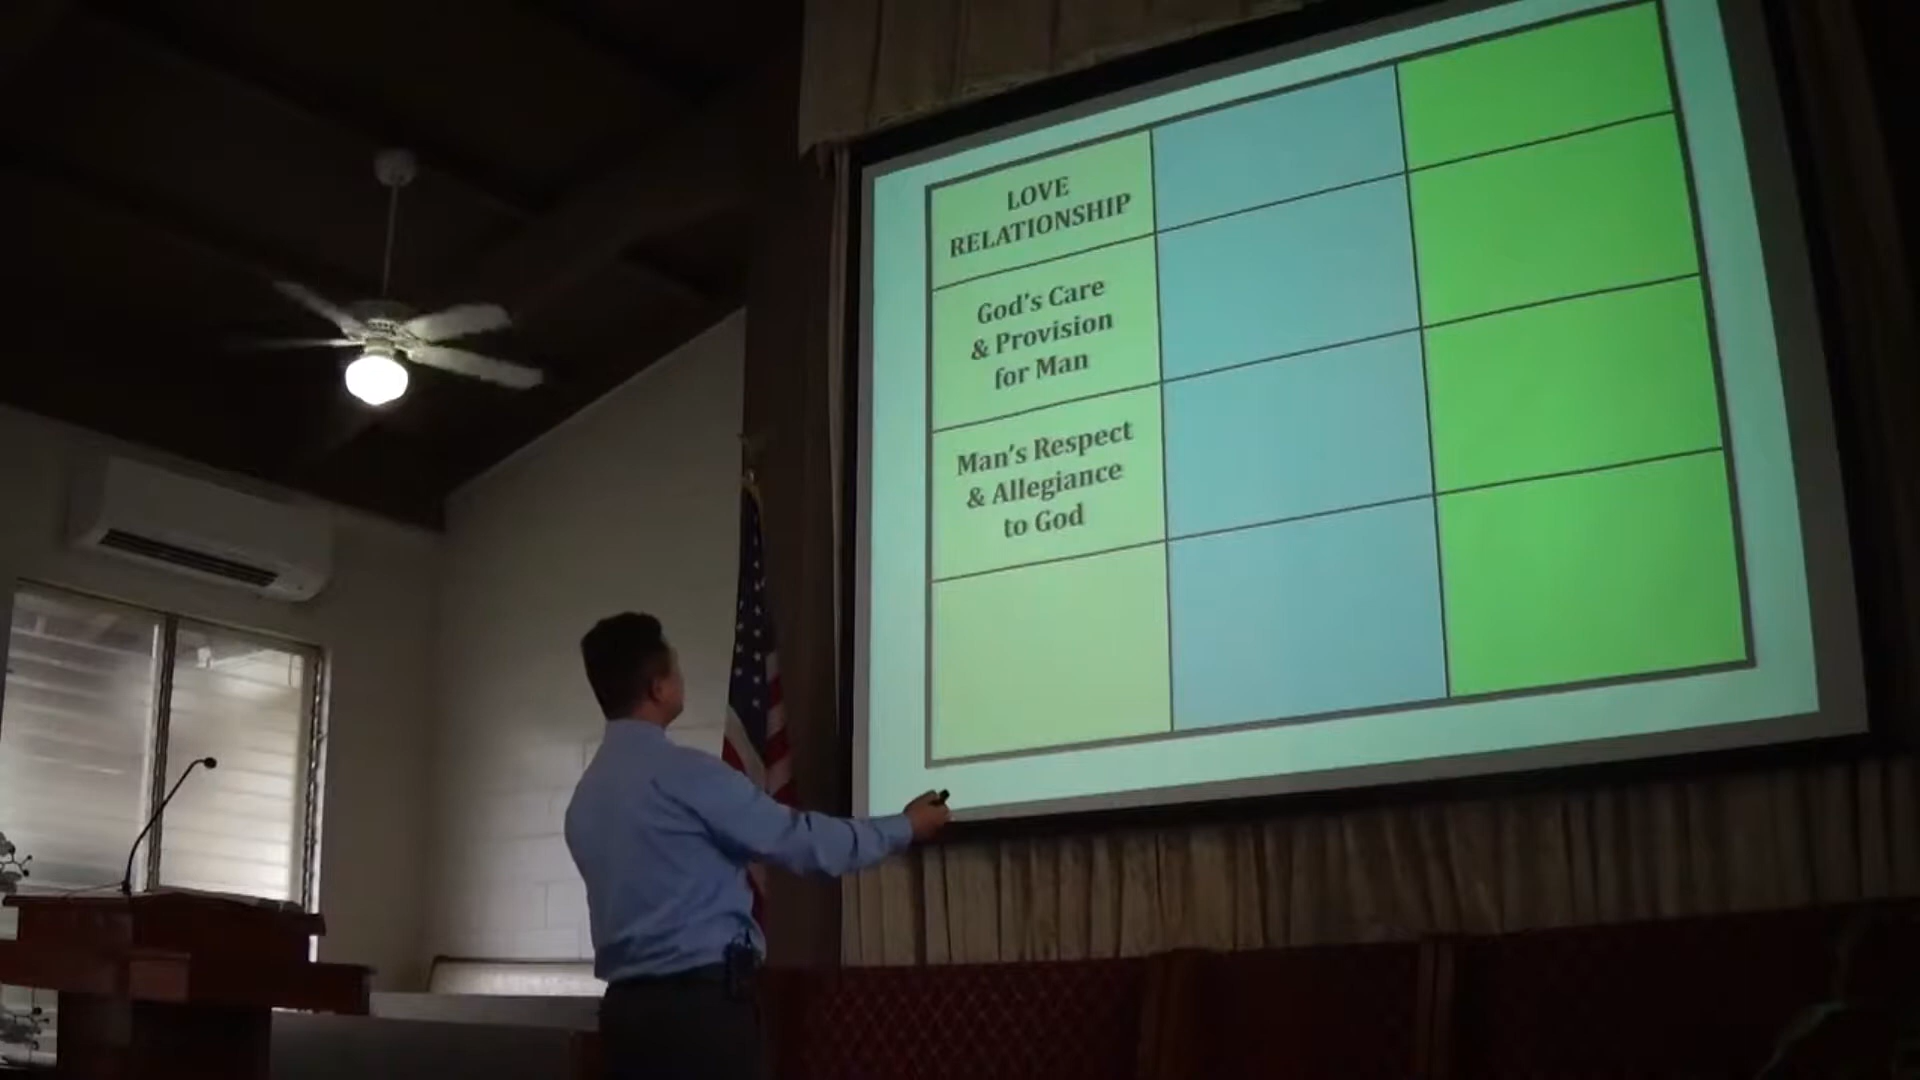 LOVE
RELATIONSHIP
God's Care
& Provision
for Man
Man's Respect
& Allegiance
to God